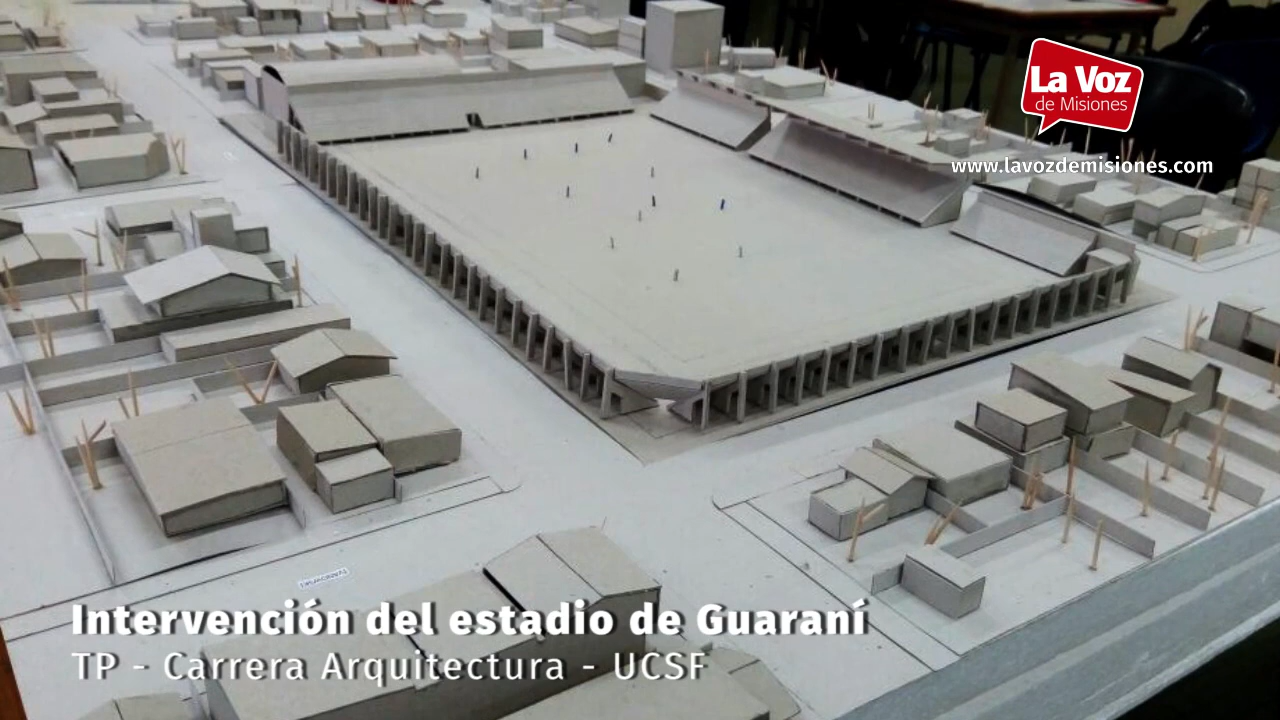 La Voz
de Misiones
www.lavozdemisiones.com
Intervención del estadio de Guaraní
TP - Carrera Arquitectura - UCSF